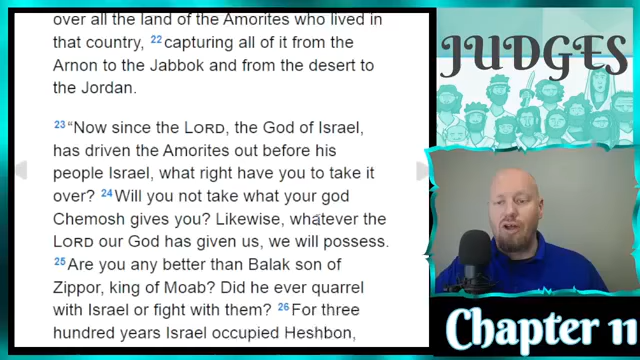 over all the land of the Amorites who lived in
that country, 22 capturing all of it from the
Arnon to the Jabbok and from the desert to
the Jordan.
23 “Now since the LORD, the God of Israel,
has driven the Amorites out before his
people Israel, what right have you to take it
over? 24 Will you not take what your god
Chemosh gives you? Likewise, whatever the
LORD our God has given us, we will possess.
25 Are you any better than Balak son of
Zippor, king of Moab? Did he ever quarrel
with Israel or fight with them? 26 For three
hundred years Israel occupied Heshbon,
JUDGES
Chapter 11